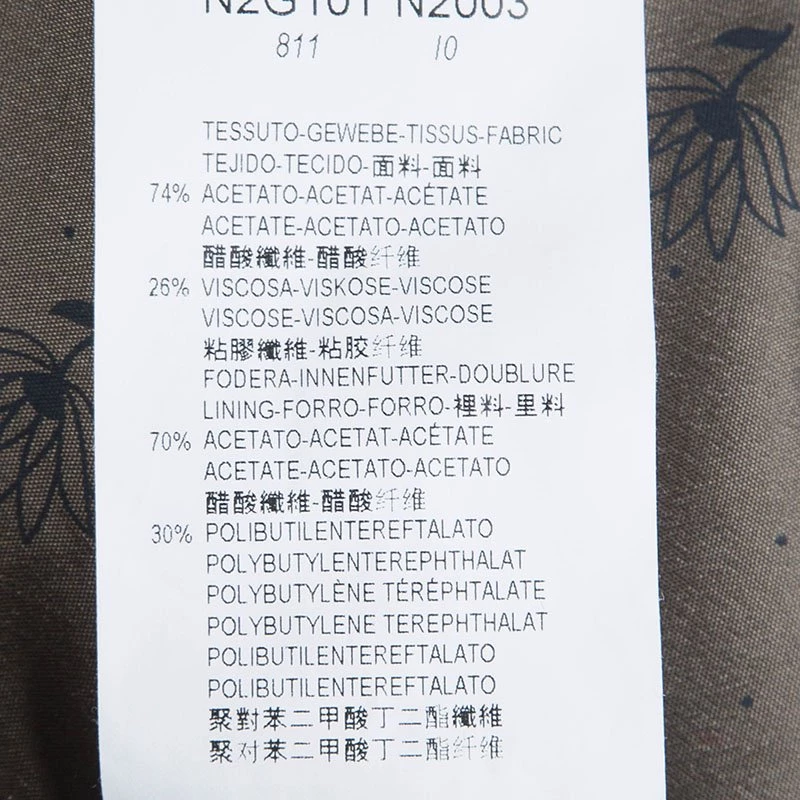 N2G101 N2003
811 10
TESSUTO-GEWEBE-TISSUS-FABRIC
TEJIDO-TECIDO-面料-面料
74% ACETATO-ACETAT-ACÉTATE
ACETATE-ACETATO-ACETATO
醋酸纖維-醋酸纤维
26% VISCOSA-VISKOSE-VISCOSE
VISCOSE-VISCOSA-VISCOSE
粘膠纖維-粘胶纤维
FODERA-INNENFUTTER-DOUBLURE
LINING-FORRO-FORRO-裡料-里料
70% ACETATO-ACETAT-ACÉTATE
ACETATE-ACETATO-ACETATO
醋酸纖維-醋酸纤维
30% POLIBUTILENTEREFTALATO
POLYBUTYLENTEREPHTHALAT
POLYBUTYLÈNE TÉRÉPHTALATE
POLYBUTYLENE TEREPHTHALAT
POLIBUTILENTEREFTALATO
POLIBUTILENTEREFTALATO
聚對苯二甲酸丁二酯纖維
聚对苯二甲酸丁二酯纤维